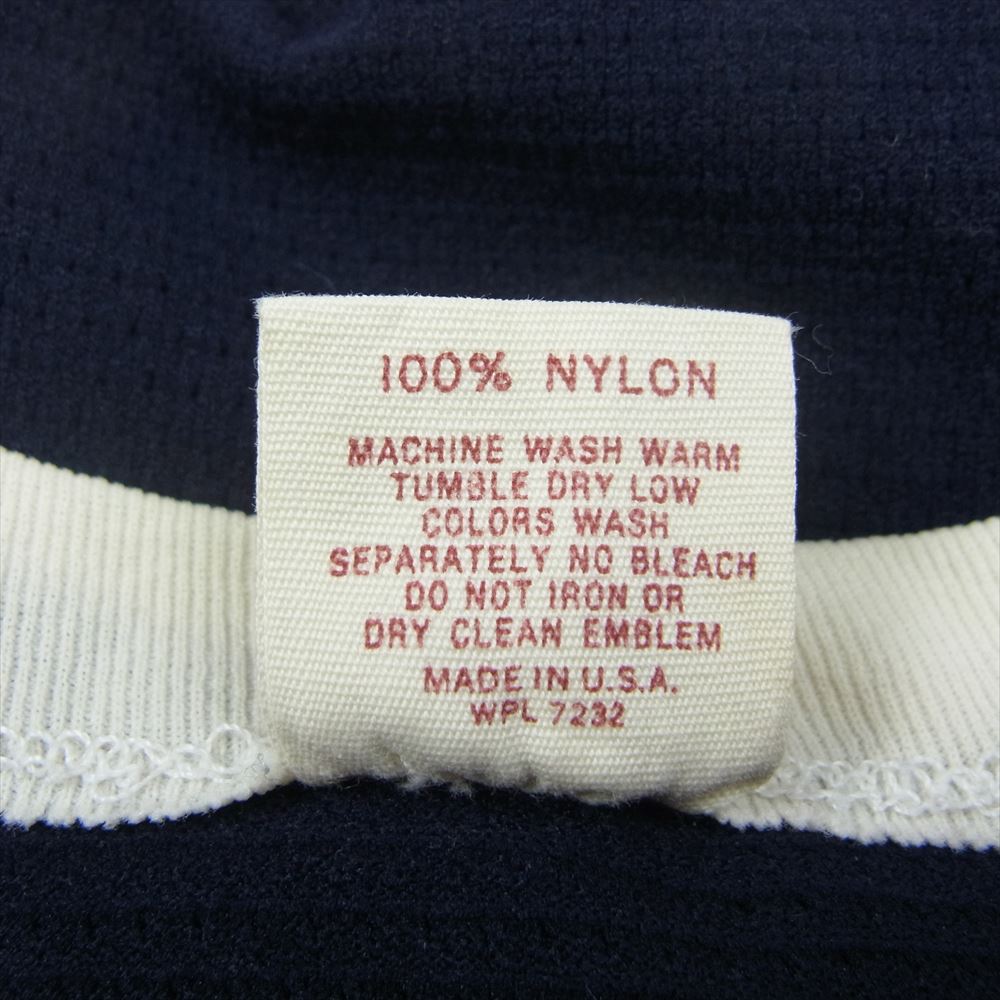 100% NYLON
MACHINE WASH WARM
TUMBLE DRY LOW
COLORS WASH
SEPARATELY NO BLEACH
DO NOT IRON OR
DRY CLEAN EMBLEM
MADE IN U.S.A.
WPL 7232